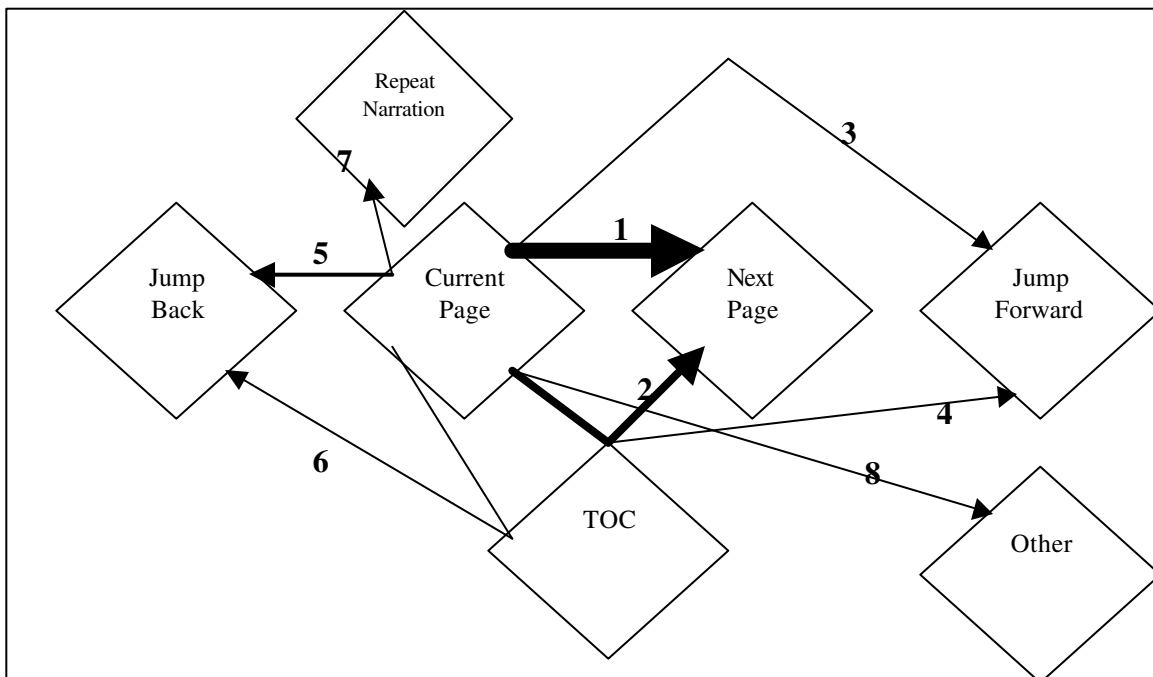 Repeat
Narration
3
7
1
5
Jump
Back
Current
Page
Next
Page
Jump
Forward
2
4
6
8
TOC
Other